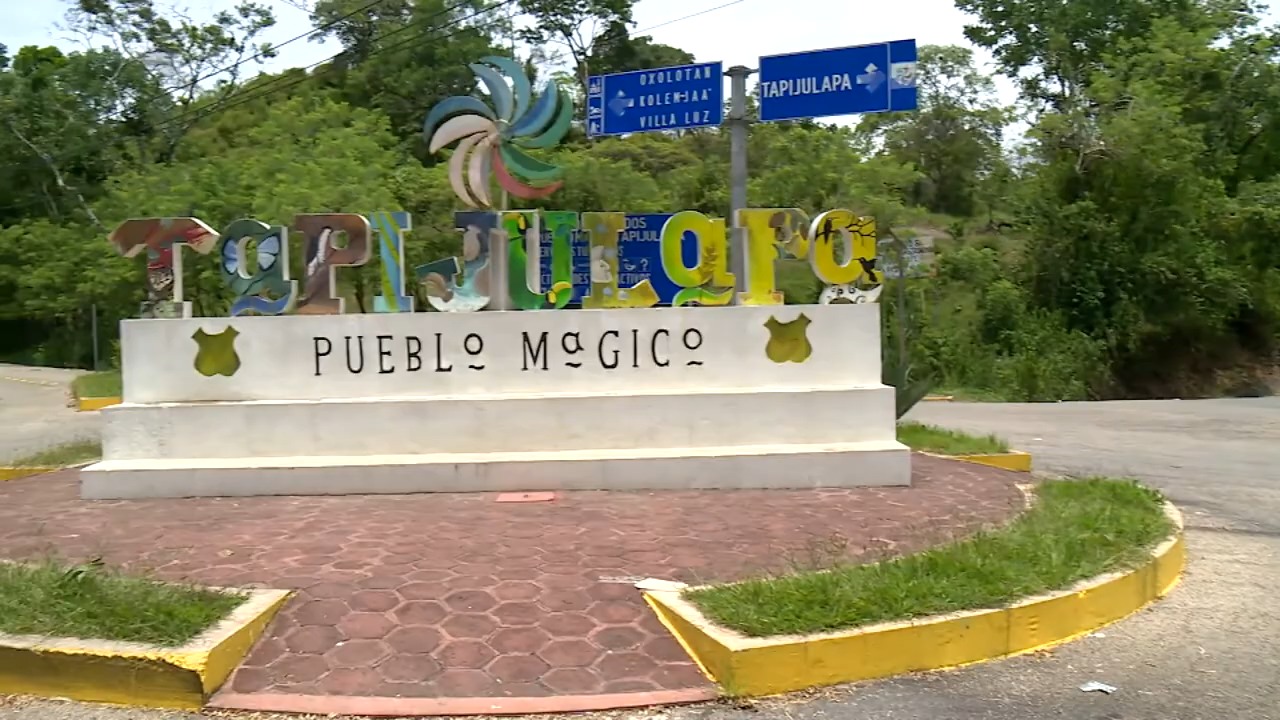 OXOLOTAN
KOLEM-JAA'
VILLA LUZ
TAPIJULAPA
TAPIJULAPA
PUEBLO MAGICO